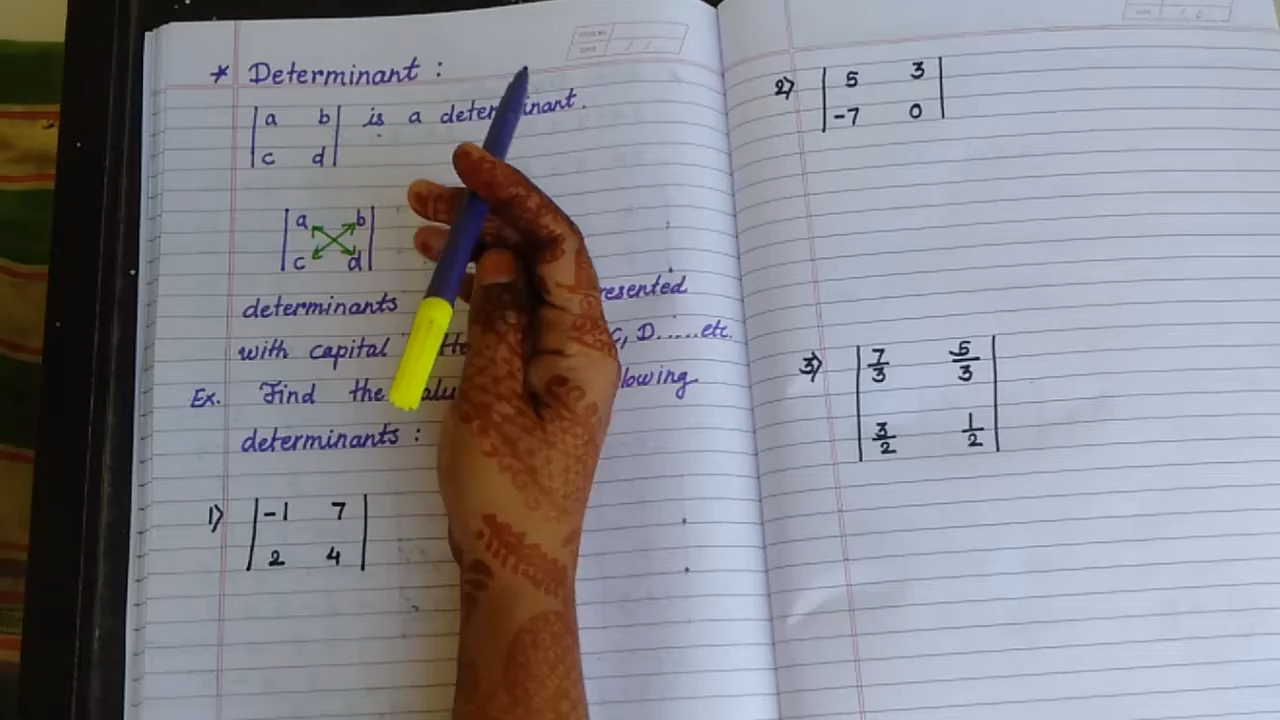 * Determinant :
| a b | is a determinant.
| c d |
| a b |
| c d |
determinants resented
with capital C, D.....etc.
Ex. Find the lowing
determinants :
1) | -1 7 |
| 2 4 |
2) | 5 3 |
| -7 0 |
3) | 7/3 5/3 |
| 3/2 1/2 |